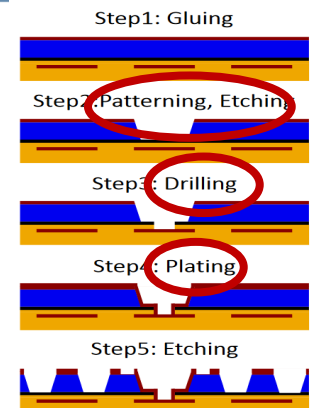 Step1: Gluing
Step2:Patterning, Etching
Step3: Drilling
Step4: Plating
Step5: Etching